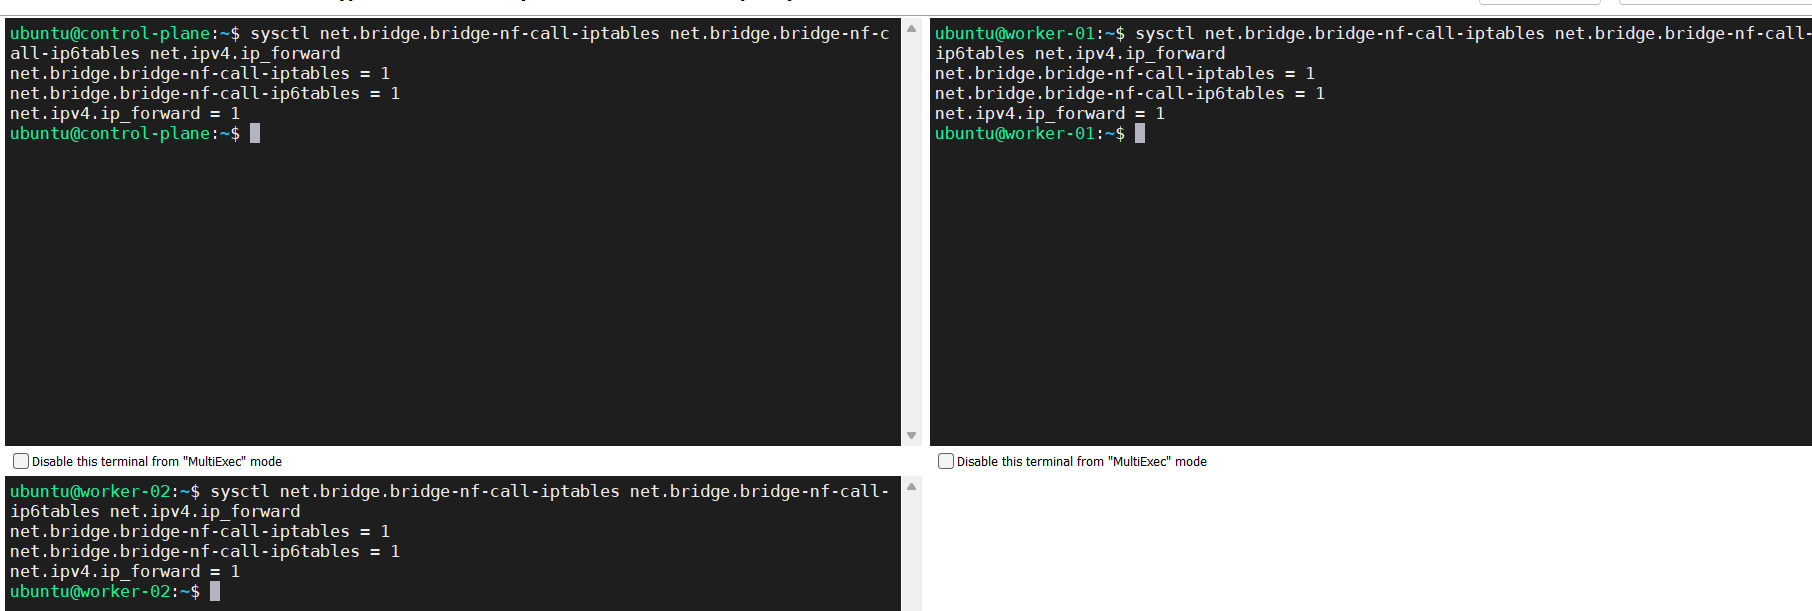 ubuntu@control-plane:~$ sysctl net.bridge.bridge-nf-call-iptables net.bridge.bridge-nf-c
all-ip6tables net.ipv4.ip_forward
net.bridge.bridge-nf-call-iptables = 1
net.bridge.bridge-nf-call-ip6tables = 1
net.ipv4.ip_forward = 1
ubuntu@control-plane:~$
Disable this terminal from "MultiExec" mode
ubuntu@worker-01:~$ sysctl net.bridge.bridge-nf-call-iptables net.bridge.bridge-nf-call-
ip6tables net.ipv4.ip_forward
net.bridge.bridge-nf-call-iptables = 1
net.bridge.bridge-nf-call-ip6tables = 1
net.ipv4.ip_forward = 1
ubuntu@worker-01:~$
Disable this terminal from "MultiExec" mode
ubuntu@worker-02:~$ sysctl net.bridge.bridge-nf-call-iptables net.bridge.bridge-nf-call-
ip6tables net.ipv4.ip_forward
net.bridge.bridge-nf-call-iptables = 1
net.bridge.bridge-nf-call-ip6tables = 1
net.ipv4.ip_forward = 1
ubuntu@worker-02:~$